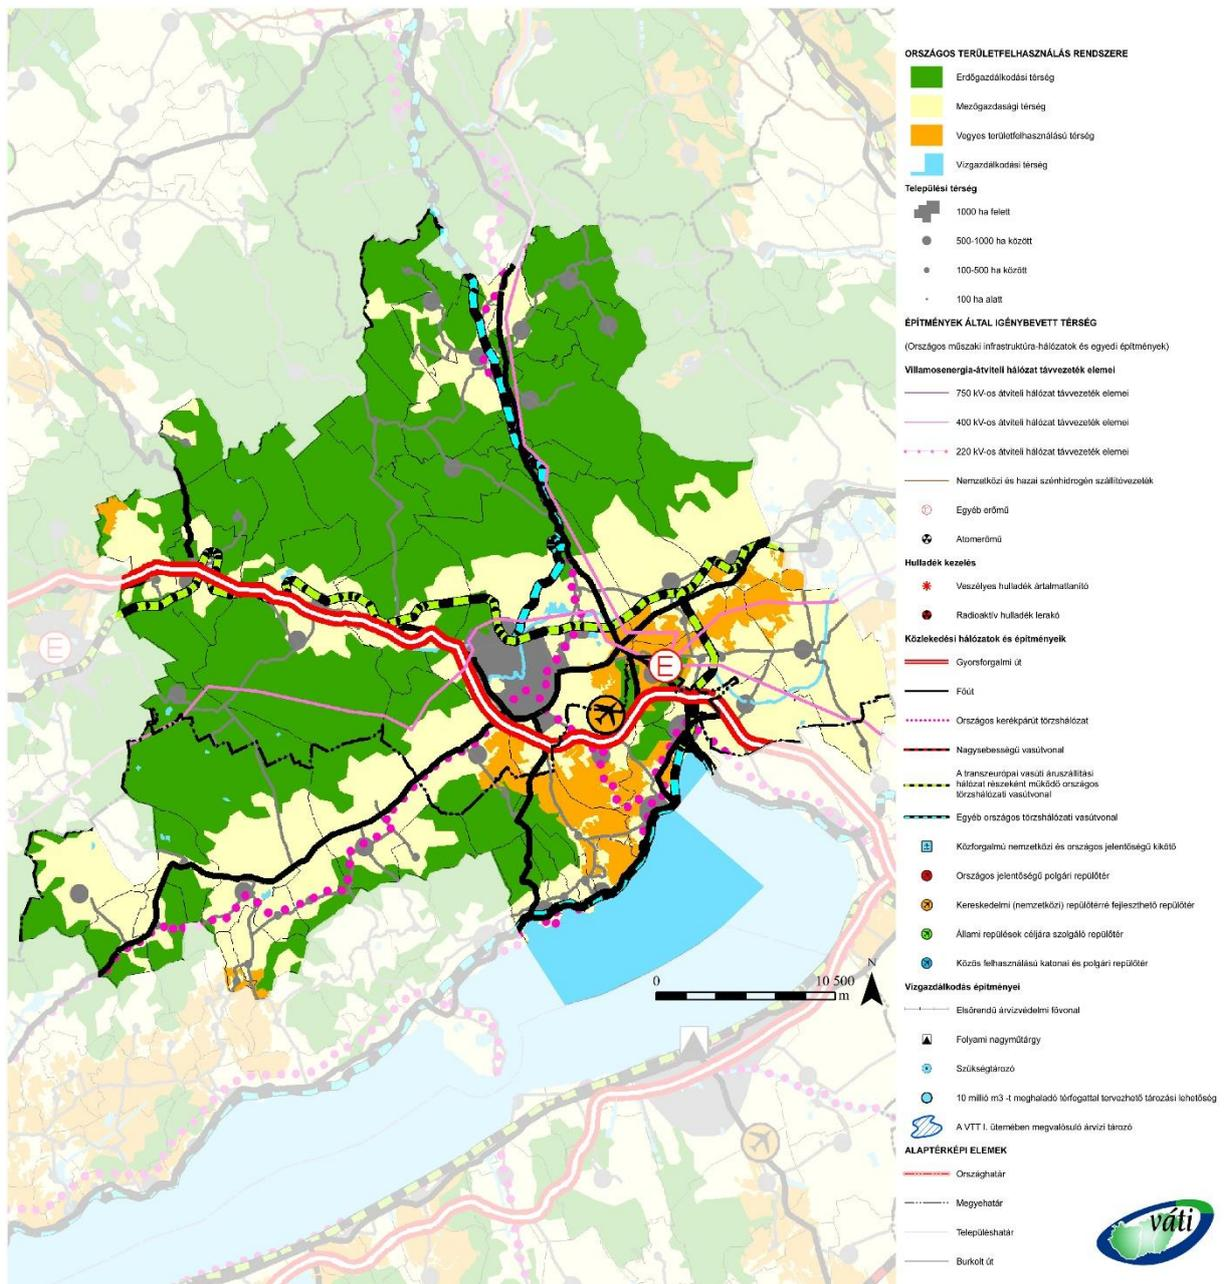 ORSZÁGOS TERÜLETFELHASZNÁLÁS RENDSZERE
Erdőgazdálkodási térség
Mezőgazdasági térség
Vegyes területfelhasználású térség
Vízgazdálkodási térség
Települési térség
1000 ha felett
500-1000 ha között
100-500 ha között
100 ha alatt
ÉPÍTMÉNYEK ÁLTAL IGÉNYBEVETT TÉRSÉG
(Országos műszaki infrastruktúra-hálózatok és egyedi építmények)
Villamosenergia-átviteli hálózat távvezeték elemei
750 kV-os átviteli hálózat távvezeték elemei
400 kV-os átviteli hálózat távvezeték elemei
220 kV-os átviteli hálózat távvezeték elemei
Nemzetközi és hazai szénhidrogén szállítóvezeték
Egyéb erőmű
Atomerőmű
Hulladék kezelés
Veszélyes hulladék ártalmatlanító
Radioaktív hulladék lerakó
Közlekedési hálózatok és építményeik
Gyorsforgalmi út
Főút
Országos kerékpárút törzshálózat
Nagysebességű vasútvonal
A transzeurópai vasúti áruszállítási
hálózat részeként működő országos
törzshálózati vasútvonal
Egyéb országos törzshálózati vasútvonal
Közforgalmú nemzetközi és országos jelentőségű kikötő
Országos jelentőségű polgári repülőtér
Kereskedelmi (nemzetközi) repülőtérré fejleszthető repülőtér
Állami repülések céljára szolgáló repülőtér
Közös felhasználású katonai és polgári repülőtér
Vízgazdálkodás építményei
Elsőrendű árvízvédelmi fővonal
Folyami nagyműtárgy
Szükségtározó
10 millió m3 -t meghaladó térfogattal tervezhető tározási lehetőség
A VTT I. ütemében megvalósuló árvízi tározó
ALAPTÉRKÉPI ELEMEK
Országhatár
Megyehatár
Településhatár
Burkolt út
váti
E
E
0 10 500
m
N